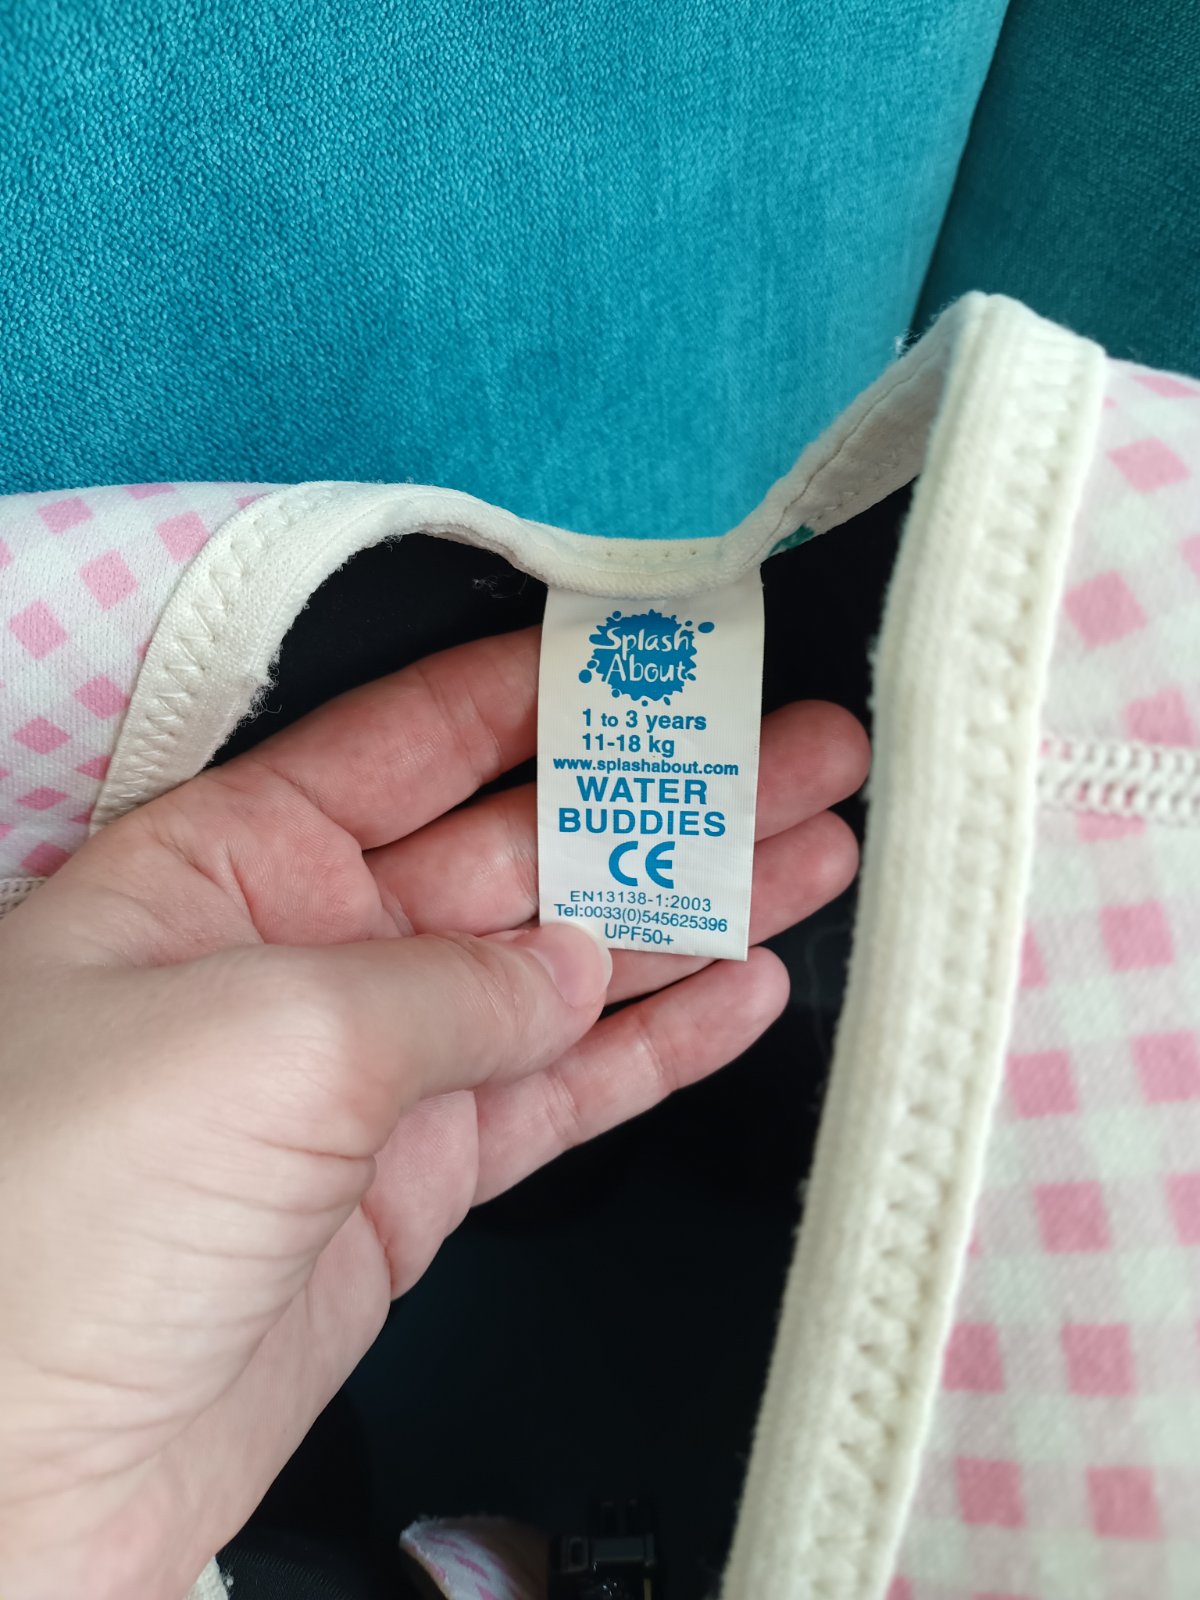 Splash
About
1 to 3 years
11-18 kg
www.splashabout.com
WATER
BUDDIES
CE
EN13138-1:2003
Tel:0033(0)545625396
UPF50+